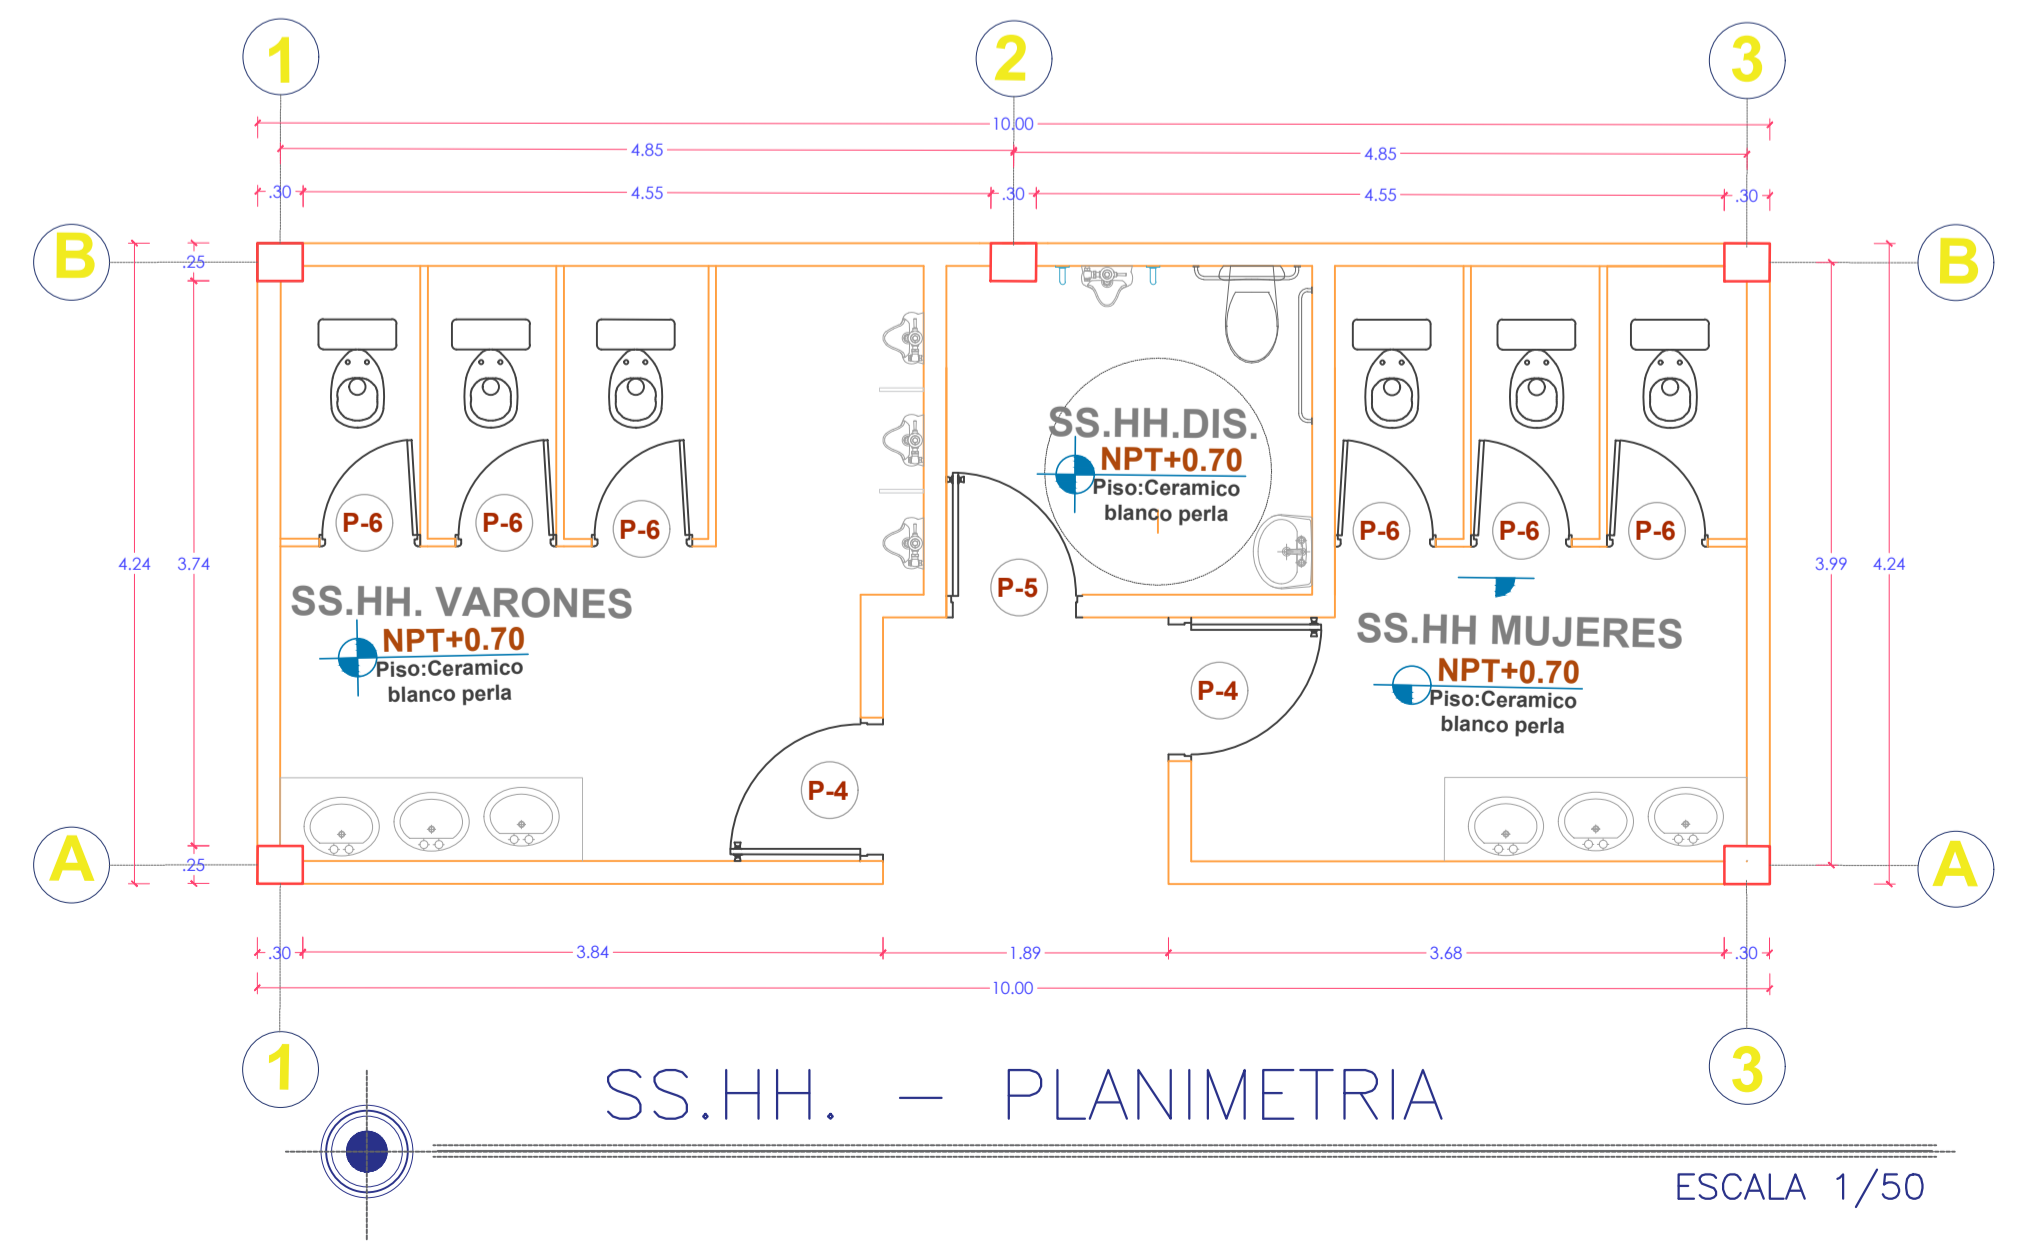 1 2 3
10.00
4.85 4.85
.30 4.55 .30 4.55 .30
B B
.25
SS.HH.DIS.
NPT+0.70
Piso:Ceramico
blanco perla
P-6 P-6 P-6 P-6 P-6 P-6
4.24 3.74 3.99 4.24
P-5
SS.HH. VARONES
NPT+0.70
Piso:Ceramico
blanco perla
SS.HH MUJERES
NPT+0.70
Piso:Ceramico
blanco perla
P-4
P-4
A A
.25
.30 3.84 1.89 3.68 .30
10.00
1 3
SS.HH. - PLANIMETRIA
ESCALA 1/50